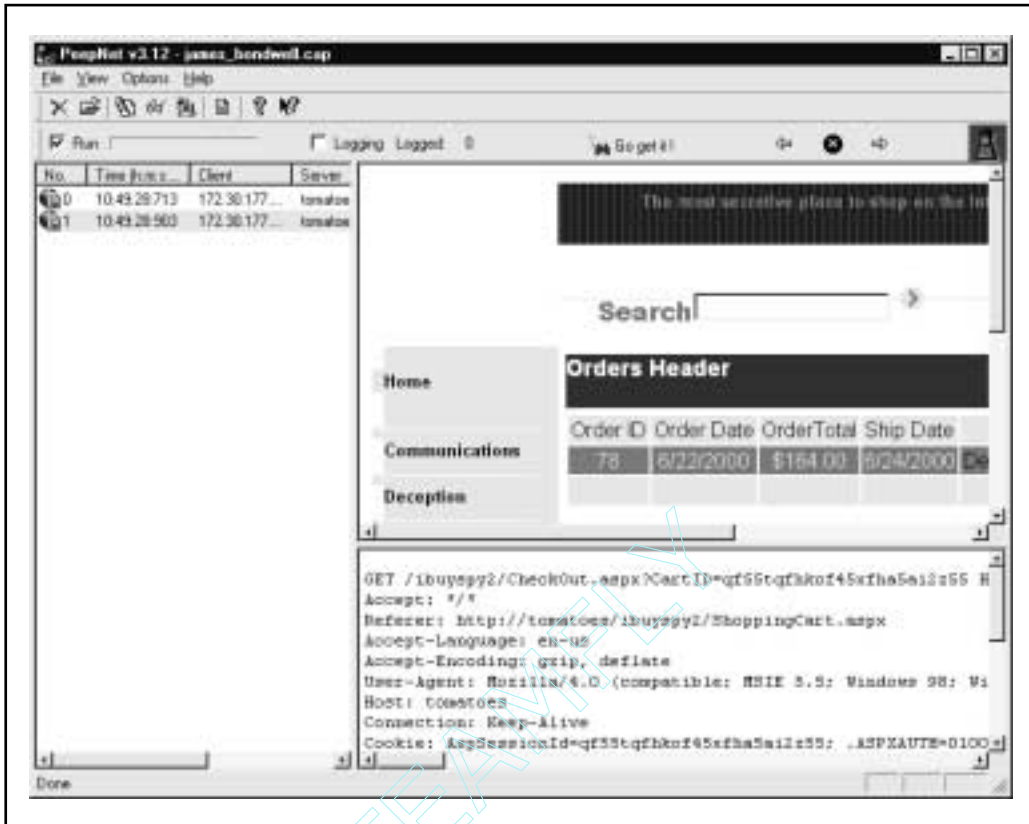 PeepNet v3.12 - james_bondwell.cap
File View Options Help
Run Logging Logged: 0 Go get it!
No. Time (h:m:s... Client Server
0 10:49:28:713 172.30.177... tomatoe
1 10:49:28:903 172.30.177... tomatoe
The most secretive place to shop on the Int
Search
Home
Communications
Deception
Orders Header
Order ID Order Date OrderTotal Ship Date
78 6/22/2000 $164.00 6/24/2000 De
GET /ibuyspy2/CheckOut.aspx?CartID=qf55tqfhkof45xfha5ai2z55 H
Accept: */*
Referer: http://tomatoes/ibuyspy2/ShoppingCart.aspx
Accept-Language: en-us
Accept-Encoding: gzip, deflate
User-Agent: Mozilla/4.0 (compatible; MSIE 5.5; Windows 98; Wi
Host: tomatoes
Connection: Keep-Alive
Cookie: AspSessionId=qf55tqfhkof45xfha5ai2z55; .ASPXAUTH=0100
Done
TEAMFLY